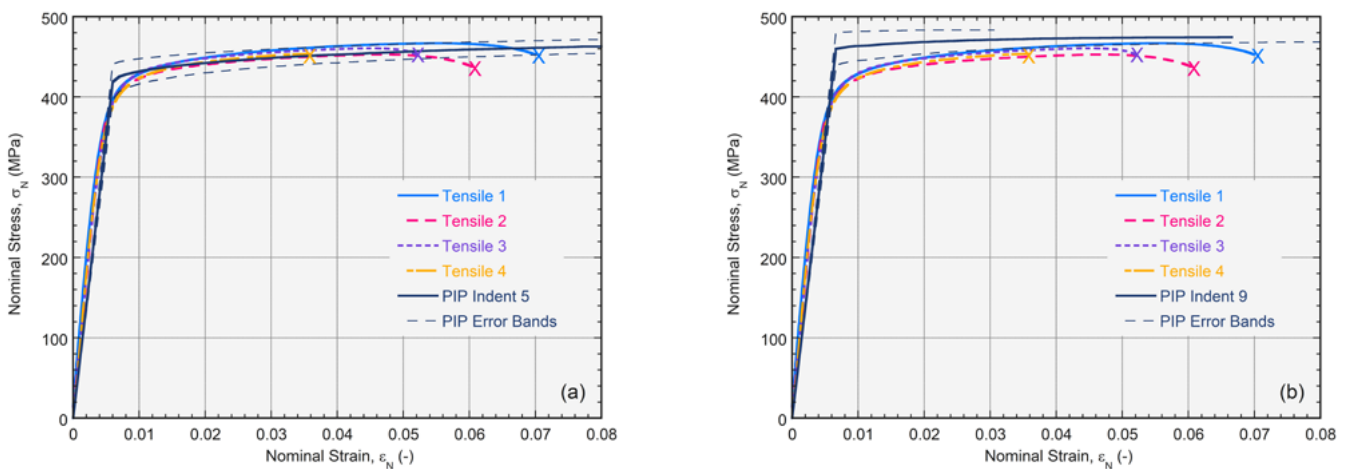 500
400
300
200
100
0
Nominal Stress, σN (MPa)
Tensile 1
Tensile 2
Tensile 3
Tensile 4
PIP Indent 5
PIP Error Bands
(a)
0 0.01 0.02 0.03 0.04 0.05 0.06 0.07 0.08
Nominal Strain, εN (-)
500
400
300
200
100
0
Nominal Stress, σN (MPa)
Tensile 1
Tensile 2
Tensile 3
Tensile 4
PIP Indent 9
PIP Error Bands
(b)
0 0.01 0.02 0.03 0.04 0.05 0.06 0.07 0.08
Nominal Strain, εN (-)